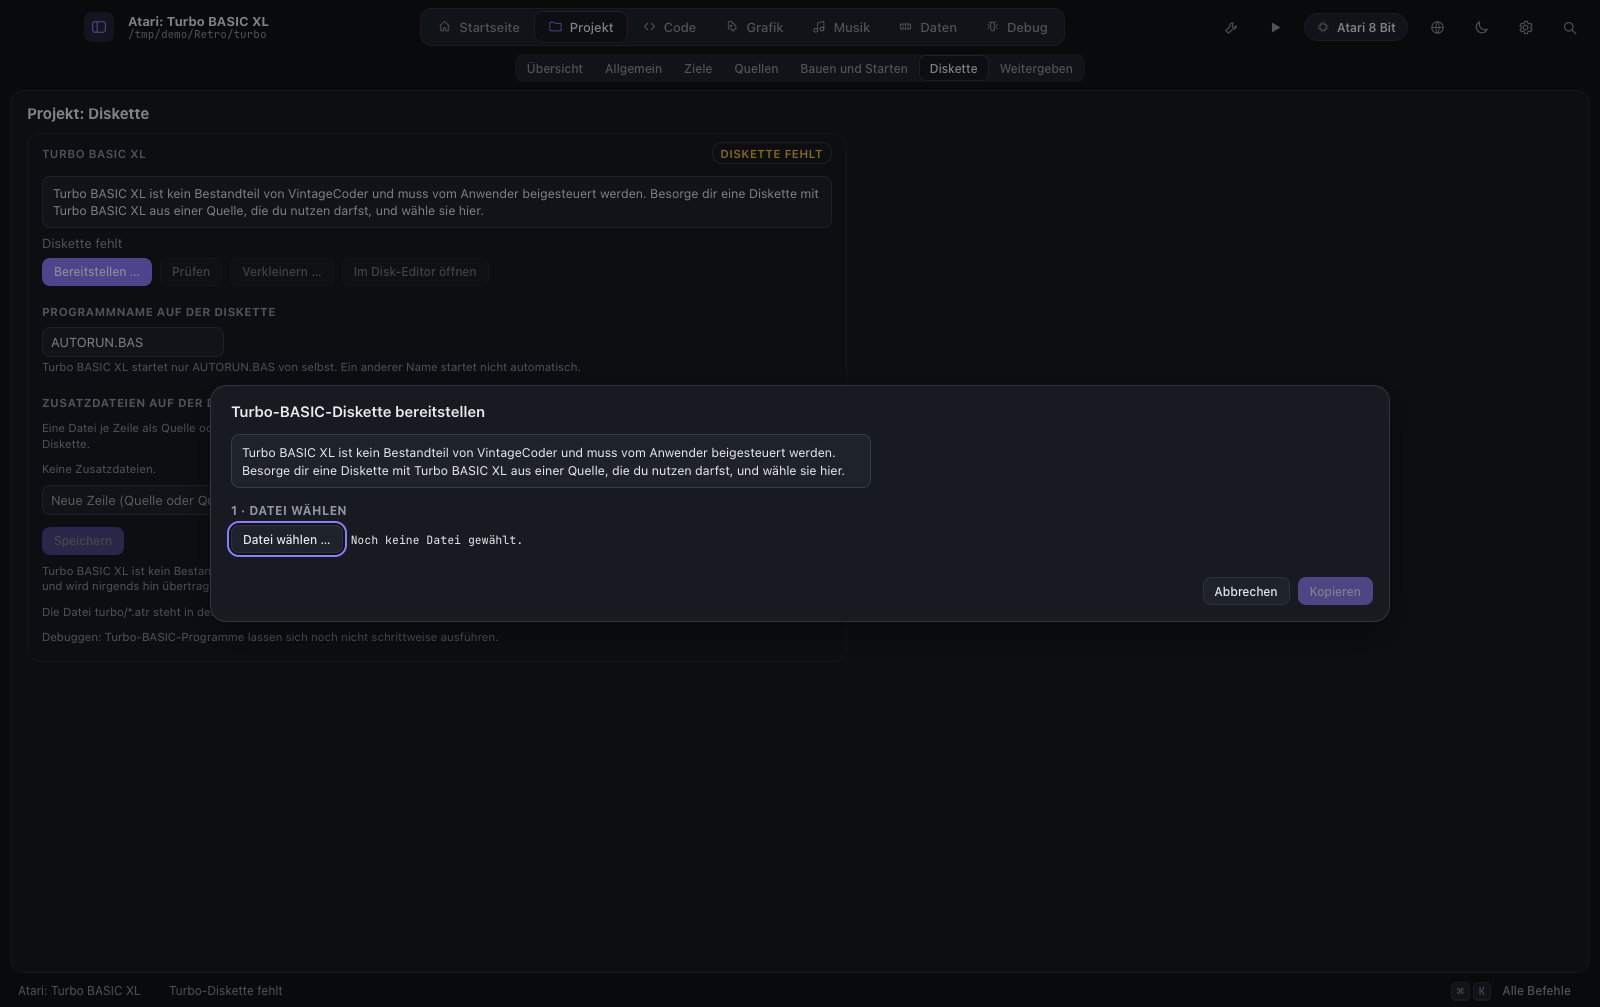 Atari: Turbo BASIC XL
/tmp/demo/Retro/turbo
Startseite
Projekt
Code
Grafik
Musik
Daten
Debug
Atari 8 Bit
Übersicht
Allgemein
Ziele
Quellen
Bauen und Starten
Diskette
Weitergeben
Projekt: Diskette
TURBO BASIC XL
DISKETTE FEHLT
Turbo BASIC XL ist kein Bestandteil von VintageCoder und muss vom Anwender beigesteuert werden. Besorge dir eine Diskette mit
Turbo BASIC XL aus einer Quelle, die du nutzen darfst, und wähle sie hier.
Diskette fehlt
Bereitstellen ...
Prüfen
Verkleinern ...
Im Disk-Editor öffnen
PROGRAMMNAME AUF DER DISKETTE
AUTORUN.BAS
Turbo BASIC XL startet nur AUTORUN.BAS von selbst. Ein anderer Name startet nicht automatisch.
ZUSATZDATEIEN AUF DER
Eine Datei je Zeile als Quelle
Diskette.
Keine Zusatzdateien.
Neue Zeile (Quelle oder
Speichern
Turbo BASIC XL ist kein
und wird nirgends hin
Die Datei turbo/*.atr steht in
Debuggen: Turbo-BASIC-Programme lassen sich noch nicht schrittweise ausführen.
Turbo-BASIC-Diskette bereitstellen
Turbo BASIC XL ist kein Bestandteil von VintageCoder und muss vom Anwender beigesteuert werden.
Besorge dir eine Diskette mit Turbo BASIC XL aus einer Quelle, die du nutzen darfst, und wähle sie hier.
1 · DATEI WÄHLEN
Datei wählen ...
Noch keine Datei gewählt.
Abbrechen
Kopieren
Atari: Turbo BASIC XL
Turbo-Diskette fehlt
⌘ K
Alle Befehle